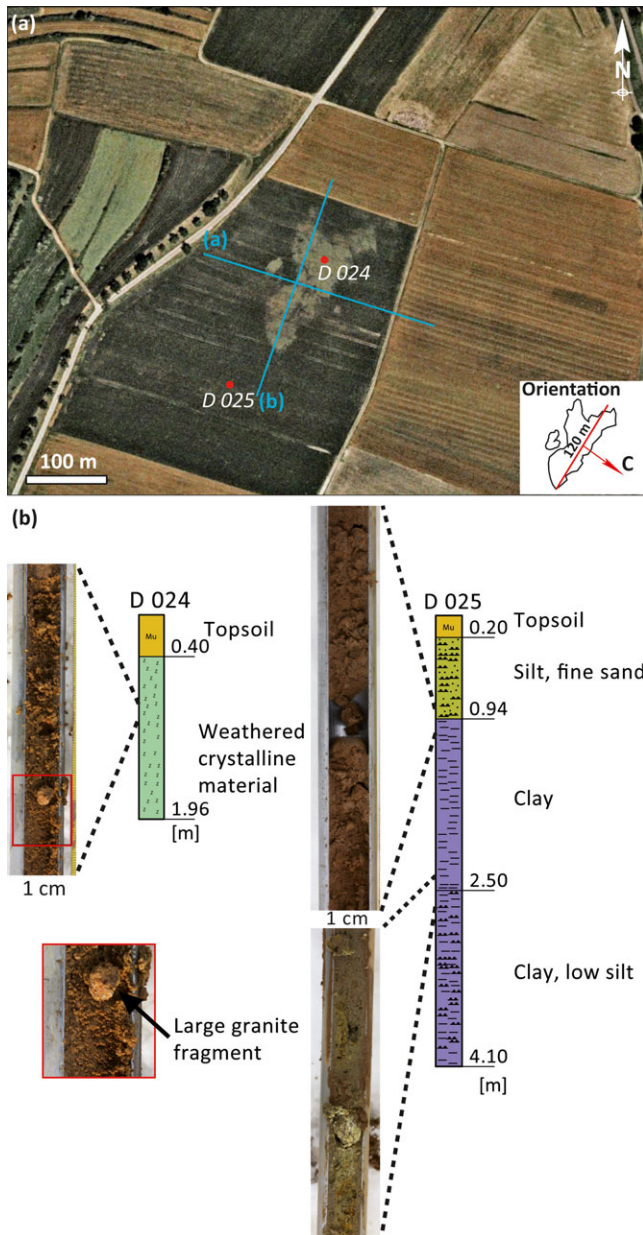 (a)
N
(a)
D 024
D 025
(b)
100 m
Orientation
120 m
C
(b)
D 024
Mu
0.40
Topsoil
Weathered
crystalline
material
1.96
[m]
1 cm
Large granite
fragment
D 025
Mu
0.20
Topsoil
Silt, fine sand
0.94
Clay
2.50
1 cm
Clay, low silt
4.10
[m]